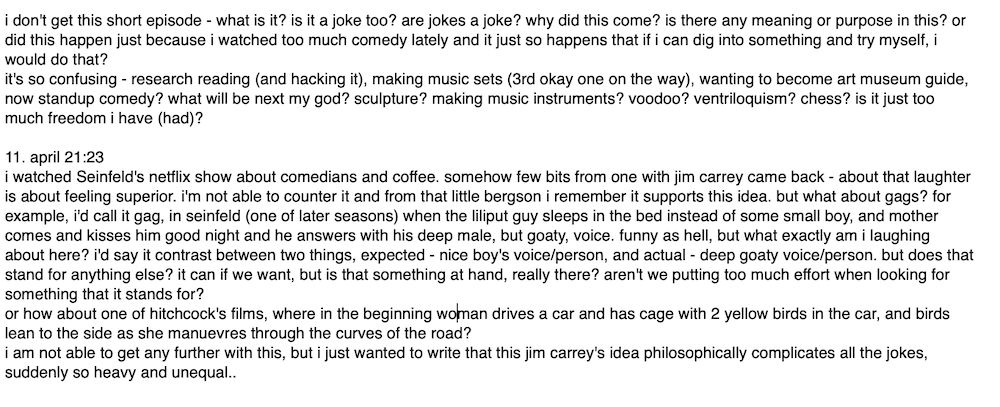 i don't get this short episode - what is it? is it a joke too? are jokes a joke? why did this come? is there any meaning or purpose in this? or
did this happen just because i watched too much comedy lately and it just so happens that if i can dig into something and try myself, i
would do that?
it's so confusing - research reading (and hacking it), making music sets (3rd okay one on the way), wanting to become art museum guide,
now standup comedy? what will be next my god? sculpture? making music instruments? voodoo? ventriloquism? chess? is it just too
much freedom i have (had)?

11. april 21:23
i watched Seinfeld's netflix show about comedians and coffee. somehow few bits from one with jim carrey came back - about that laughter
is about feeling superior. i'm not able to counter it and from that little bergson i remember it supports this idea. but what about gags? for
example, i'd call it gag, in seinfeld (one of later seasons) when the liliput guy sleeps in the bed instead of some small boy, and mother
comes and kisses him good night and he answers with his deep male, but goaty, voice. funny as hell, but what exactly am i laughing
about here? i'd say it contrast between two things, expected - nice boy's voice/person, and actual - deep goaty voice/person. but does that
stand for anything else? it can if we want, but is that something at hand, really there? aren't we putting too much effort when looking for
something that it stands for?
or how about one of hitchcock's films, where in the beginning woman drives a car and has cage with 2 yellow birds in the car, and birds
lean to the side as she manuevres through the curves of the road?
i am not able to get any further with this, but i just wanted to write that this jim carrey's idea philosophically complicates all the jokes,
suddenly so heavy and unequal..